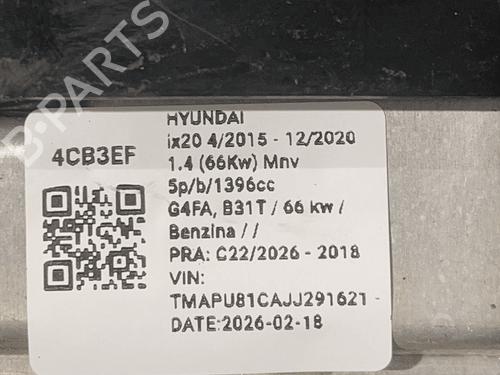 B-PARTS
HYUNDAI
ix20 4/2015 - 12/2020
4CB3EF
1.4 (66Kw) Mnv
5p/b/1396cc
G4FA, B31T / 66 kw /
Benzina / /
PRA: C22/2026 - 2018
VIN:
TMAPU81CAJJ291621 -
DATE:2026-02-18